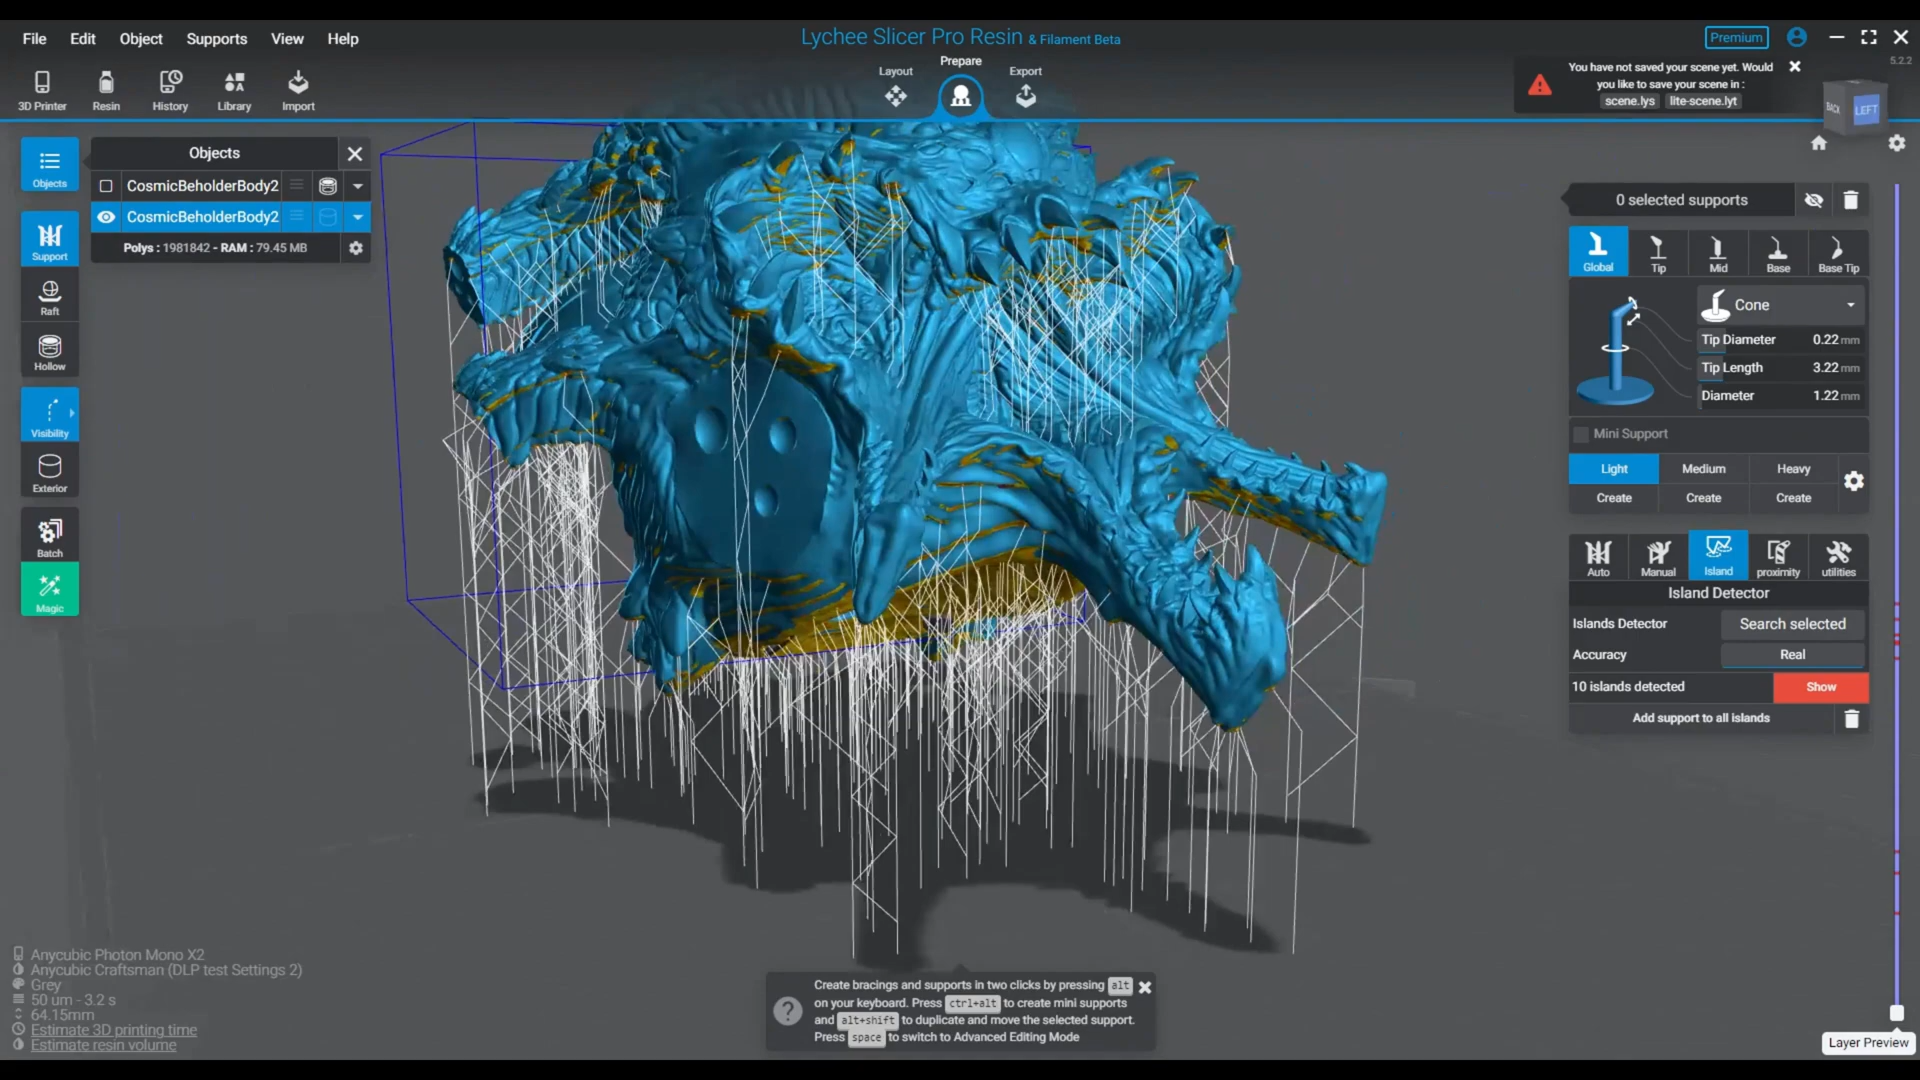 File Edit Object Supports View Help
Lychee Slicer Pro Resin & Filament Beta
Premium
5.2.2
3D Printer Resin History Library Import
Layout Prepare Export
You have not saved your scene yet. Would
you like to save your scene in :
scene.lys lite-scene.lyt
BACK LEFT
Objects
Objects
CosmicBeholderBody2
CosmicBeholderBody2
Polys : 1981842 - RAM : 79.45 MB
Support
Raft
Hollow
Visibility
Exterior
Batch
Magic
0 selected supports
Global Tip Mid Base Base Tip
Cone
Tip Diameter 0.22 mm
Tip Length 3.22 mm
Diameter 1.22 mm
Mini Support
Light Medium Heavy
Create Create Create
Auto Manual Island proximity utilities
Island Detector
Islands Detector Search selected
Accuracy Real
10 islands detected Show
Add support to all islands
Anycubic Photon Mono X2
Anycubic Craftsman (DLP test Settings 2)
Grey
50 um - 3.2 s
64.15mm
Estimate 3D printing time
Estimate resin volume
? Create bracings and supports in two clicks by pressing alt
on your keyboard. Press ctrl+alt to create mini supports
and alt+shift to duplicate and move the selected support.
Press space to switch to Advanced Editing Mode
Layer Preview